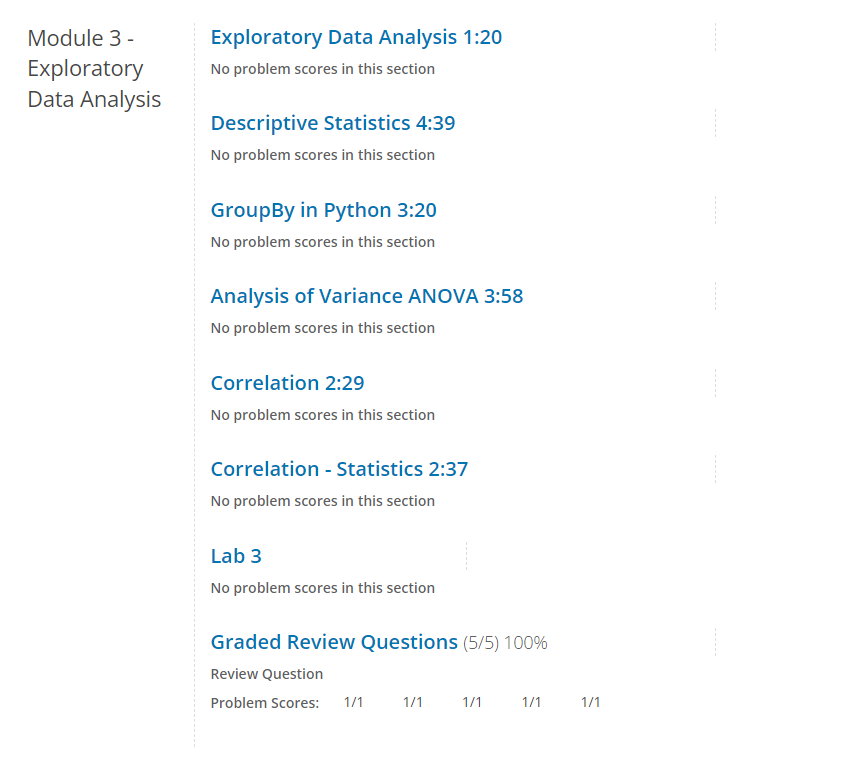 Module 3 -
Exploratory
Data Analysis
Exploratory Data Analysis 1:20
No problem scores in this section
Descriptive Statistics 4:39
No problem scores in this section
GroupBy in Python 3:20
No problem scores in this section
Analysis of Variance ANOVA 3:58
No problem scores in this section
Correlation 2:29
No problem scores in this section
Correlation - Statistics 2:37
No problem scores in this section
Lab 3
No problem scores in this section
Graded Review Questions (5/5) 100%
Review Question
Problem Scores: 1/1 1/1 1/1 1/1 1/1